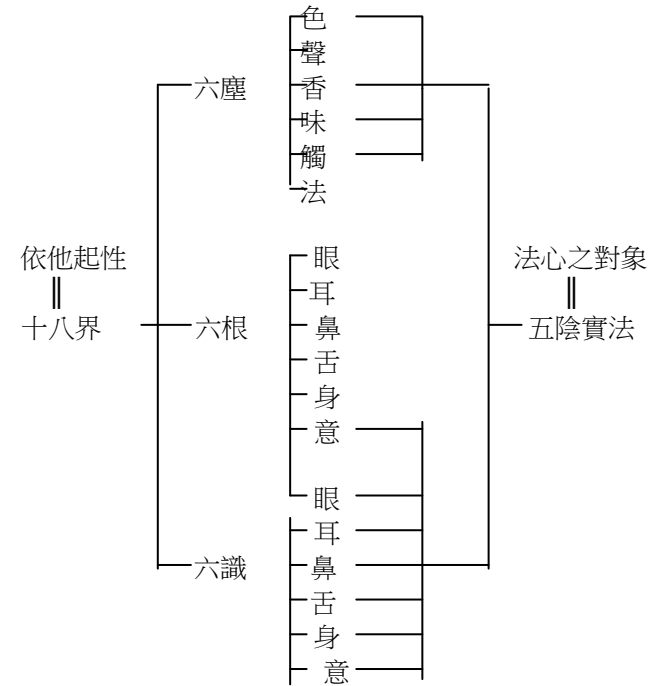 色
聲
六塵 香
味
觸
法
依他起性
十八界
六根
眼
耳
鼻
舌
身
意
六識
眼
耳
鼻
舌
身
意
法心之對象
五陰實法